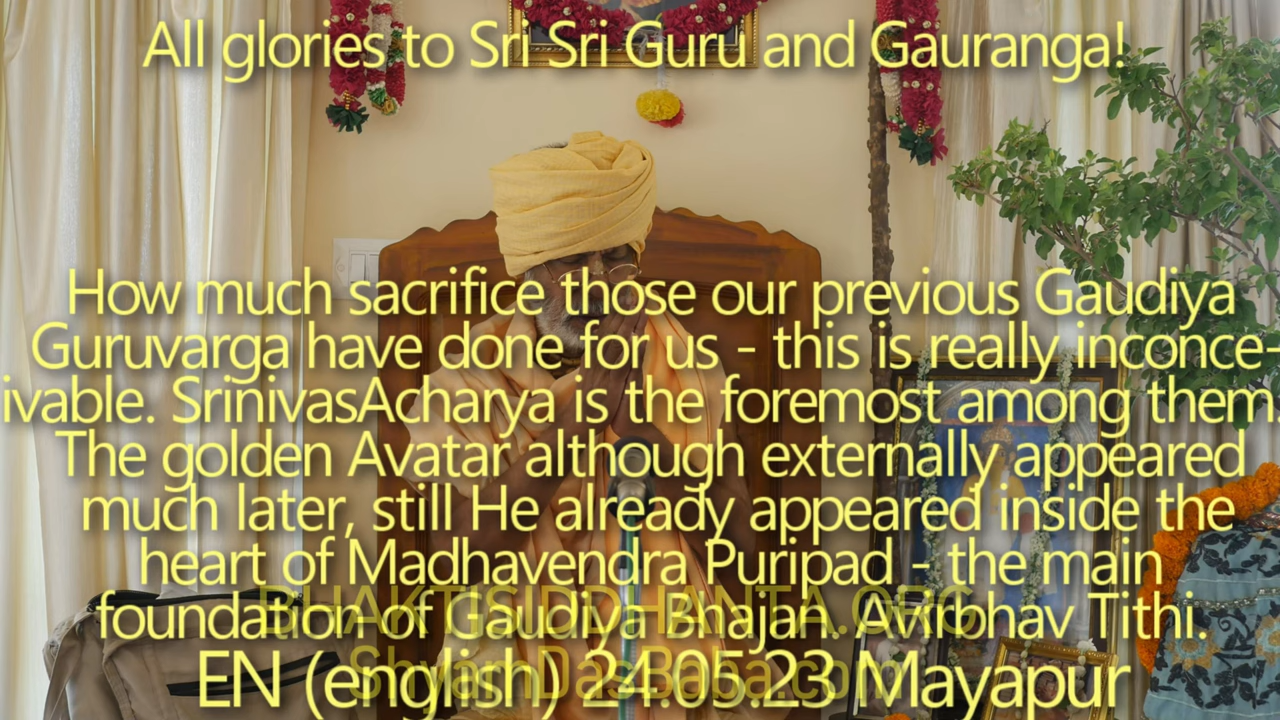 All glories to Sri Sri Guru and Gauranga!
How much sacrifice those our previous Gaudiya
Guruvarga have done for us - this is really inconce-
ivable. SrinivasAcharya is the foremost among them.
The golden Avatar although externally appeared
much later, still He already appeared inside the
heart of Madhavendra Puripad - the main
foundation of Gaudiya Bhajan. AVirbhav Tithi.
BHAKTISIDDHANTA.ORG
EN (english) 24.05.23 Mayapur
ShyamDasBaba.com